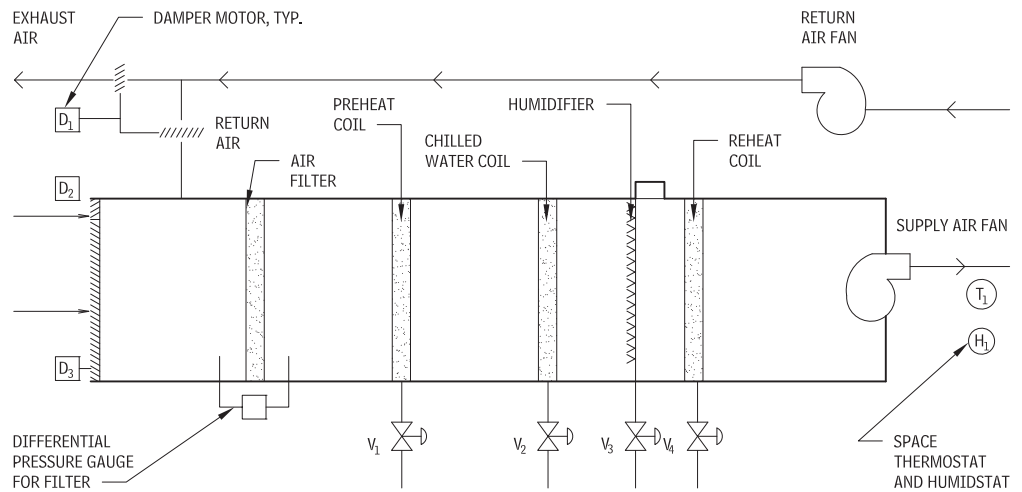 EXHAUST
AIR
DAMPER MOTOR, TYP.
RETURN
AIR FAN
D₁
RETURN
AIR
PREHEAT
COIL
HUMIDIFIER
CHILLED
WATER COIL
REHEAT
COIL
AIR
FILTER
D₂
SUPPLY AIR FAN
T₁
H₁
D₃
V₁
V₂
V₃
V₄
DIFFERENTIAL
PRESSURE GAUGE
FOR FILTER
SPACE
THERMOSTAT
AND HUMIDSTAT